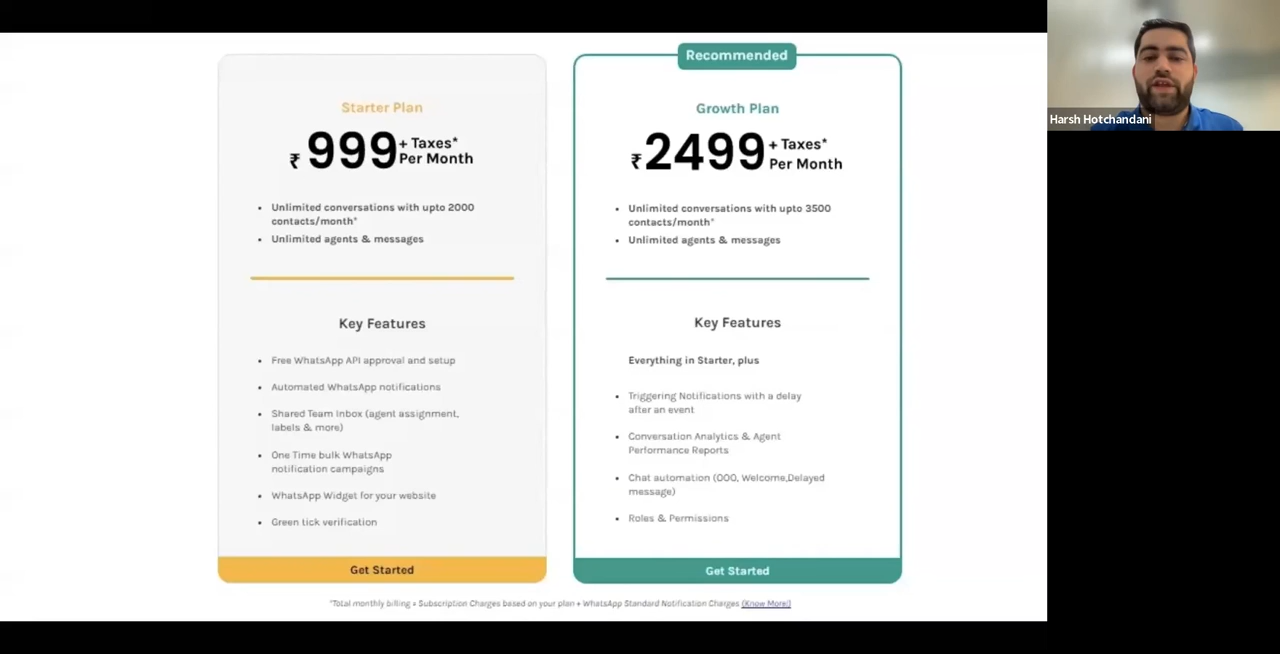 Starter Plan
₹ 999 + Taxes*
Per Month
• Unlimited conversations with upto 2000
contacts/month*
• Unlimited agents & messages
Key Features
• Free WhatsApp API approval and setup
• Automated WhatsApp notifications
• Shared Team Inbox (agent assignment,
labels & more)
• One Time bulk WhatsApp
notification campaigns
• WhatsApp Widget for your website
• Green tick verification
Get Started
Recommended
Growth Plan
₹ 2499 + Taxes*
Per Month
• Unlimited conversations with upto 3500
contacts/month*
• Unlimited agents & messages
Key Features
Everything in Starter, plus
• Triggering Notifications with a delay
after an event
• Conversation Analytics & Agent
Performance Reports
• Chat automation (OOO, Welcome,Delayed
message)
• Roles & Permissions
Get Started
*Total monthly billing = Subscription Charges based on your plan + WhatsApp Standard Notification Charges (Know More!)
Harsh Hotchandani